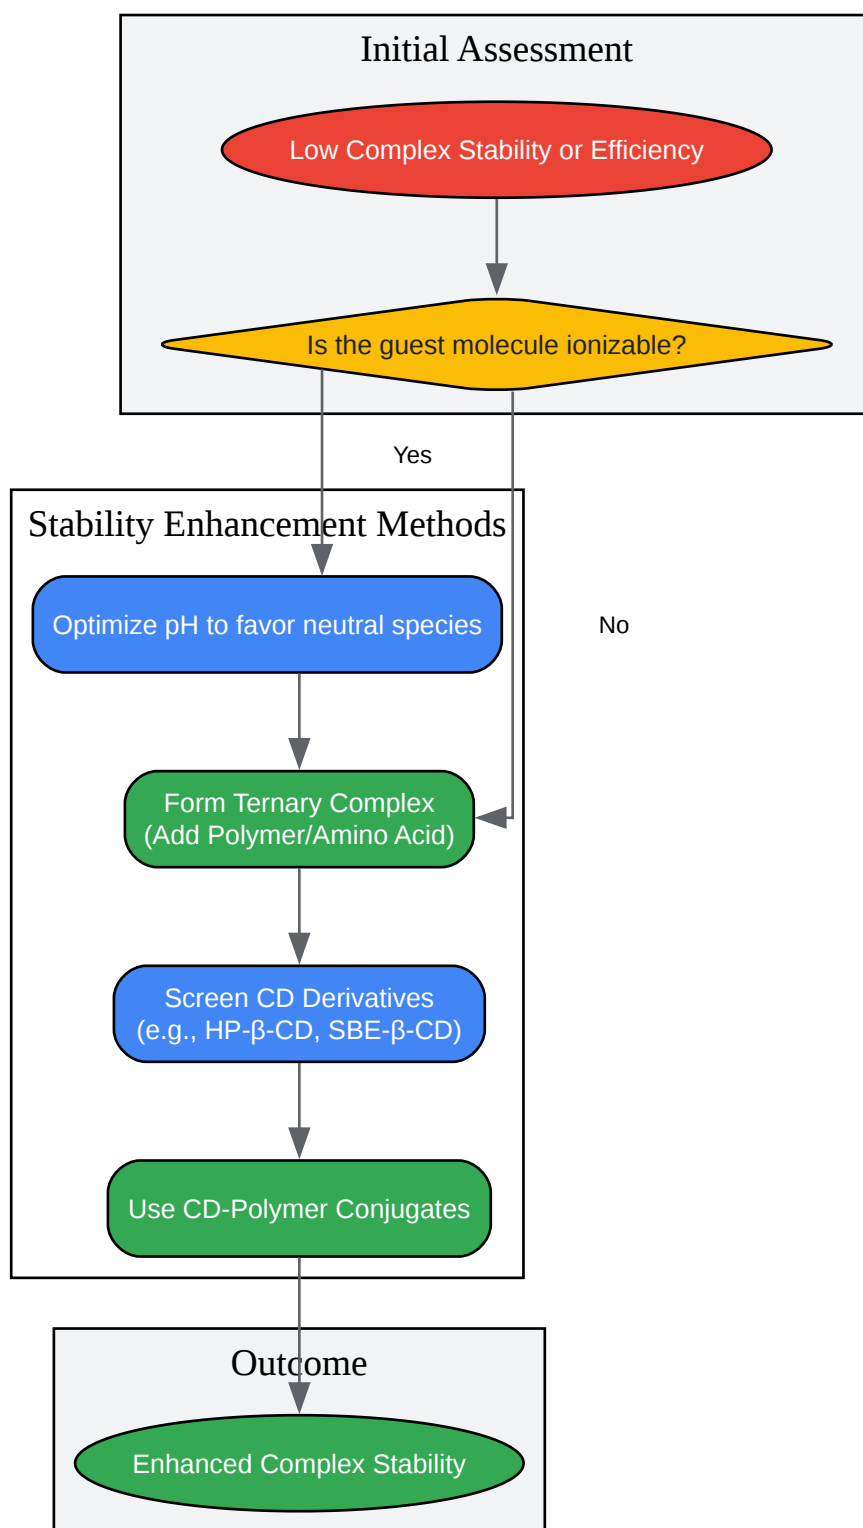 Initial Assessment
Low Complex Stability or Efficiency
Is the guest molecule ionizable?
Yes
Stability Enhancement Methods
Optimize pH to favor neutral species
No
Form Ternary Complex
(Add Polymer/Amino Acid)
Screen CD Derivatives
(e.g., HP-β-CD, SBE-β-CD)
Use CD-Polymer Conjugates
Outcome
Enhanced Complex Stability